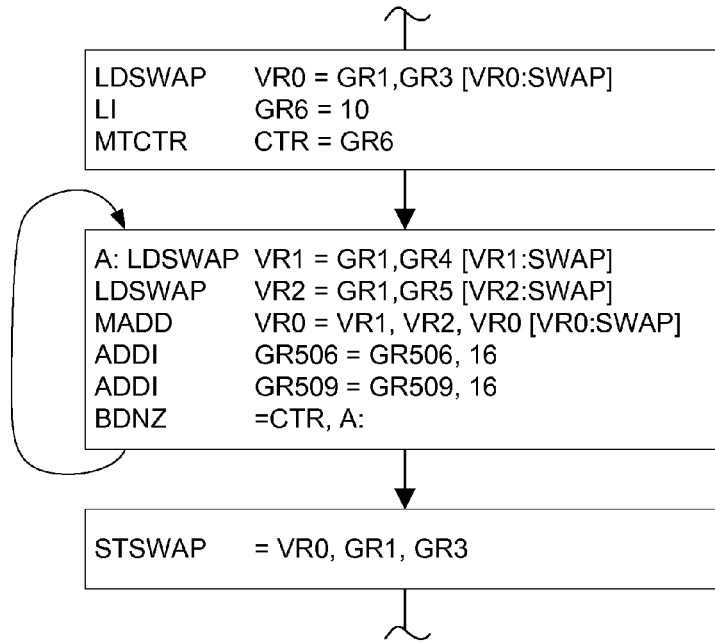 LDSWAP VR0 = GR1,GR3 [VR0:SWAP]
LI GR6 = 10
MTCTR CTR = GR6
A: LDSWAP VR1 = GR1,GR4 [VR1:SWAP]
LDSWAP VR2 = GR1,GR5 [VR2:SWAP]
MADD VR0 = VR1, VR2, VR0 [VR0:SWAP]
ADDI GR506 = GR506, 16
ADDI GR509 = GR509, 16
BDNZ =CTR, A:
STSWAP = VR0, GR1, GR3